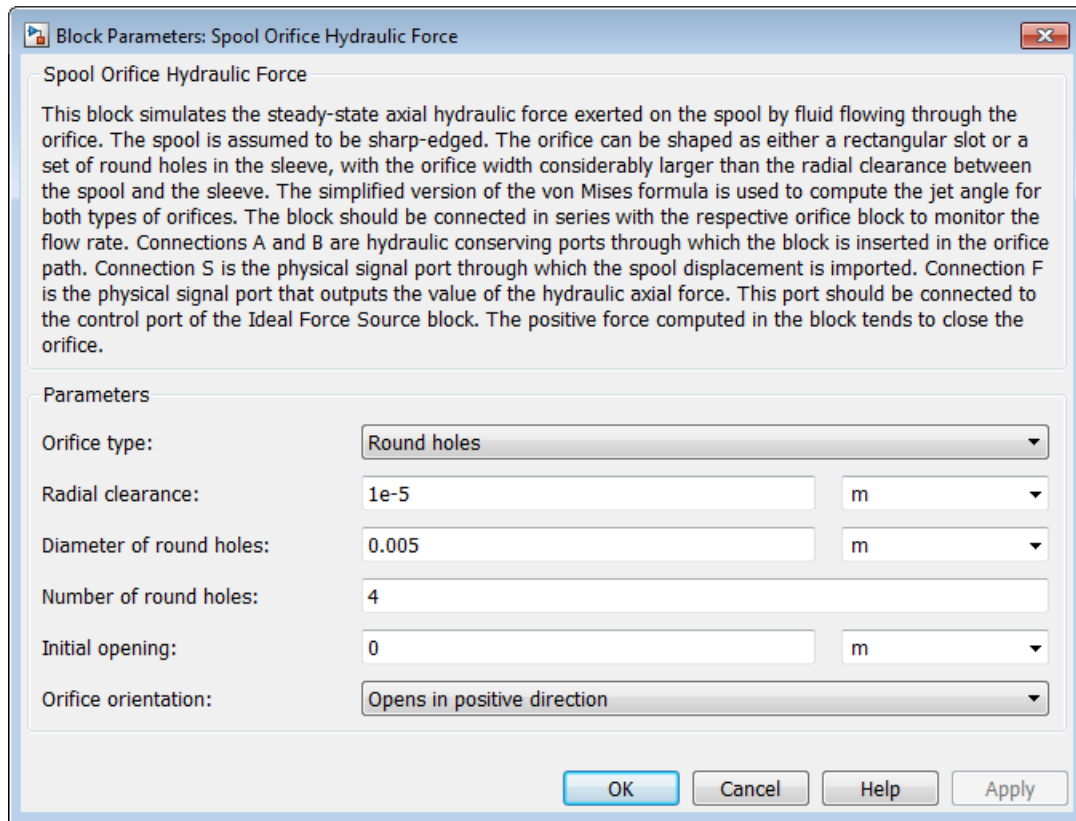 Block Parameters: Spool Orifice Hydraulic Force
Spool Orifice Hydraulic Force
This block simulates the steady-state axial hydraulic force exerted on the spool by fluid flowing through the
orifice. The spool is assumed to be sharp-edged. The orifice can be shaped as either a rectangular slot or a
set of round holes in the sleeve, with the orifice width considerably larger than the radial clearance between
the spool and the sleeve. The simplified version of the von Mises formula is used to compute the jet angle for
both types of orifices. The block should be connected in series with the respective orifice block to monitor the
flow rate. Connections A and B are hydraulic conserving ports through which the block is inserted in the orifice
path. Connection S is the physical signal port through which the spool displacement is imported. Connection F
is the physical signal port that outputs the value of the hydraulic axial force. This port should be connected to
the control port of the Ideal Force Source block. The positive force computed in the block tends to close the
orifice.
Parameters
Orifice type: Round holes
Radial clearance: 1e-5 m
Diameter of round holes: 0.005 m
Number of round holes: 4
Initial opening: 0 m
Orifice orientation: Opens in positive direction
OK Cancel Help Apply